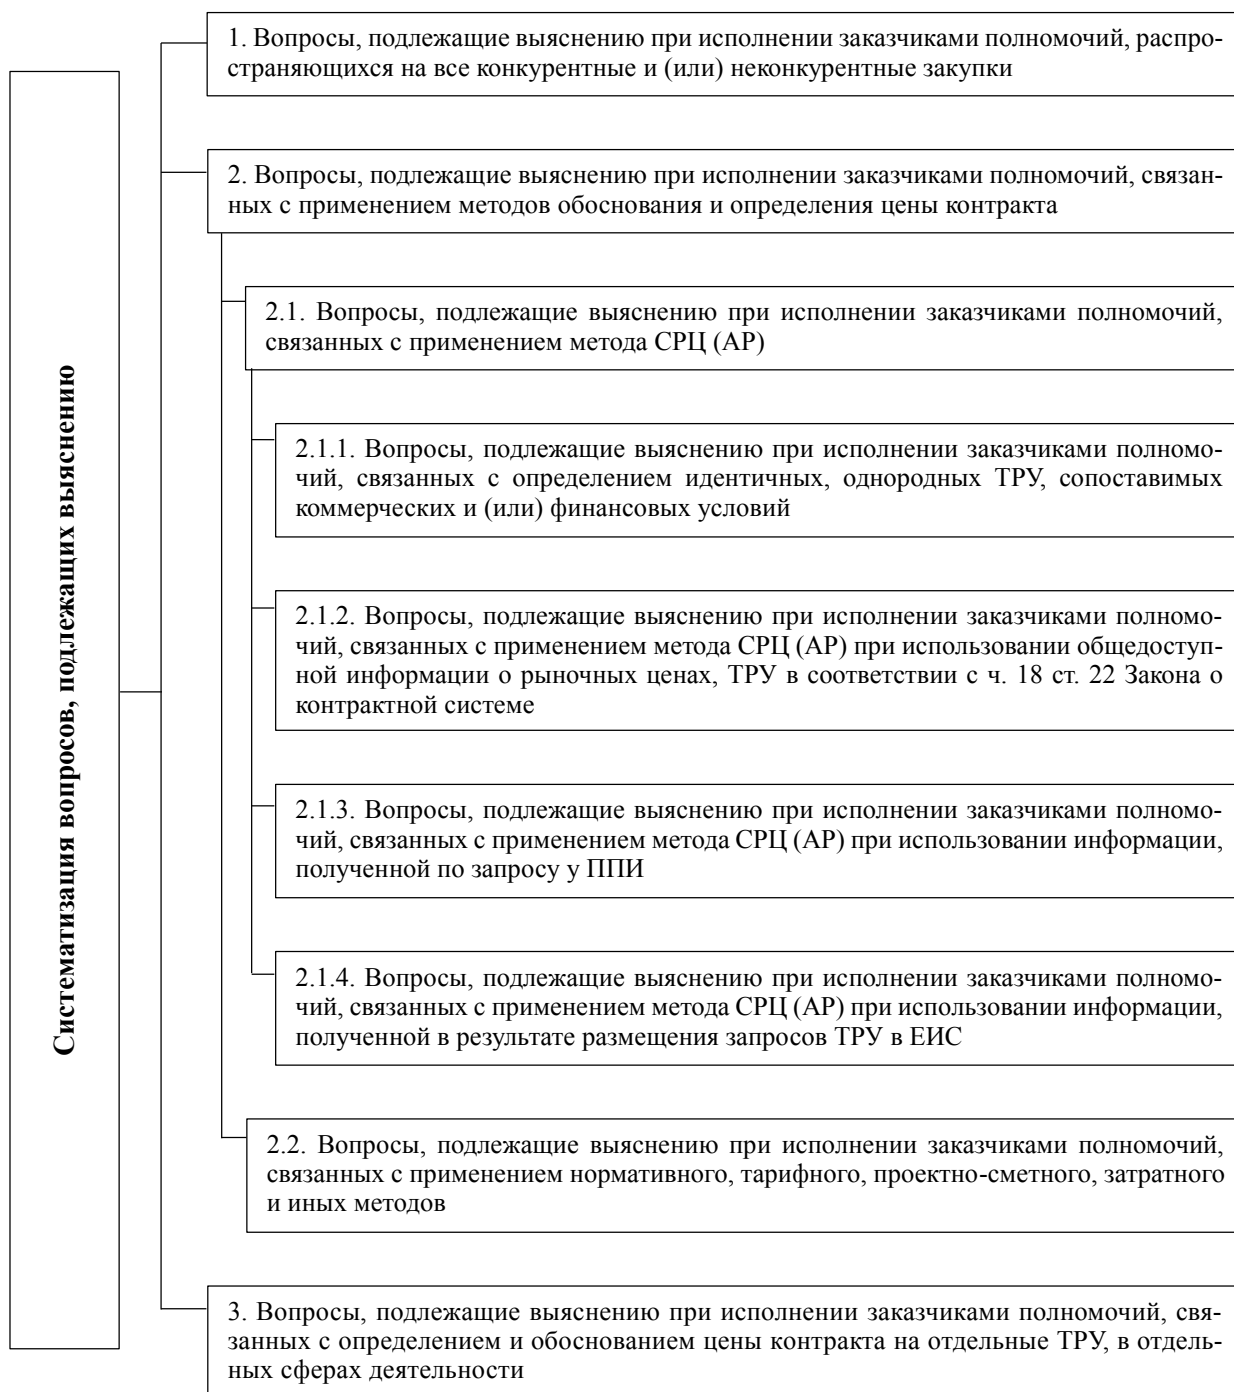 Систематизация вопросов, подлежащих выяснению
1. Вопросы, подлежащие выяснению при исполнении заказчиками полномочий, распро-
страняющихся на все конкурентные и (или) неконкурентные закупки
2. Вопросы, подлежащие выяснению при исполнении заказчиками полномочий, связан-
ных с применением методов обоснования и определения цены контракта
2.1. Вопросы, подлежащие выяснению при исполнении заказчиками полномочий,
связанных с применением метода СРЦ (АР)
2.1.1. Вопросы, подлежащие выяснению при исполнении заказчиками полномо-
чий, связанных с определением идентичных, однородных ТРУ, сопоставимых
коммерческих и (или) финансовых условий
2.1.2. Вопросы, подлежащие выяснению при исполнении заказчиками полномо-
чий, связанных с применением метода СРЦ (АР) при использовании общедоступ-
ной информации о рыночных ценах, ТРУ в соответствии с ч. 18 ст. 22 Закона о
контрактной системе
2.1.3. Вопросы, подлежащие выяснению при исполнении заказчиками полномо-
чий, связанных с применением метода СРЦ (АР) при использовании информации,
полученной по запросу у ППИ
2.1.4. Вопросы, подлежащие выяснению при исполнении заказчиками полномо-
чий, связанных с применением метода СРЦ (АР) при использовании информации,
полученной в результате размещения запросов ТРУ в ЕИС
2.2. Вопросы, подлежащие выяснению при исполнении заказчиками полномочий,
связанных с применением нормативного, тарифного, проектно-сметного, затратного
и иных методов
3. Вопросы, подлежащие выяснению при исполнении заказчиками полномочий, свя-
занных с определением и обоснованием цены контракта на отдельные ТРУ, в отдель-
ных сферах деятельности